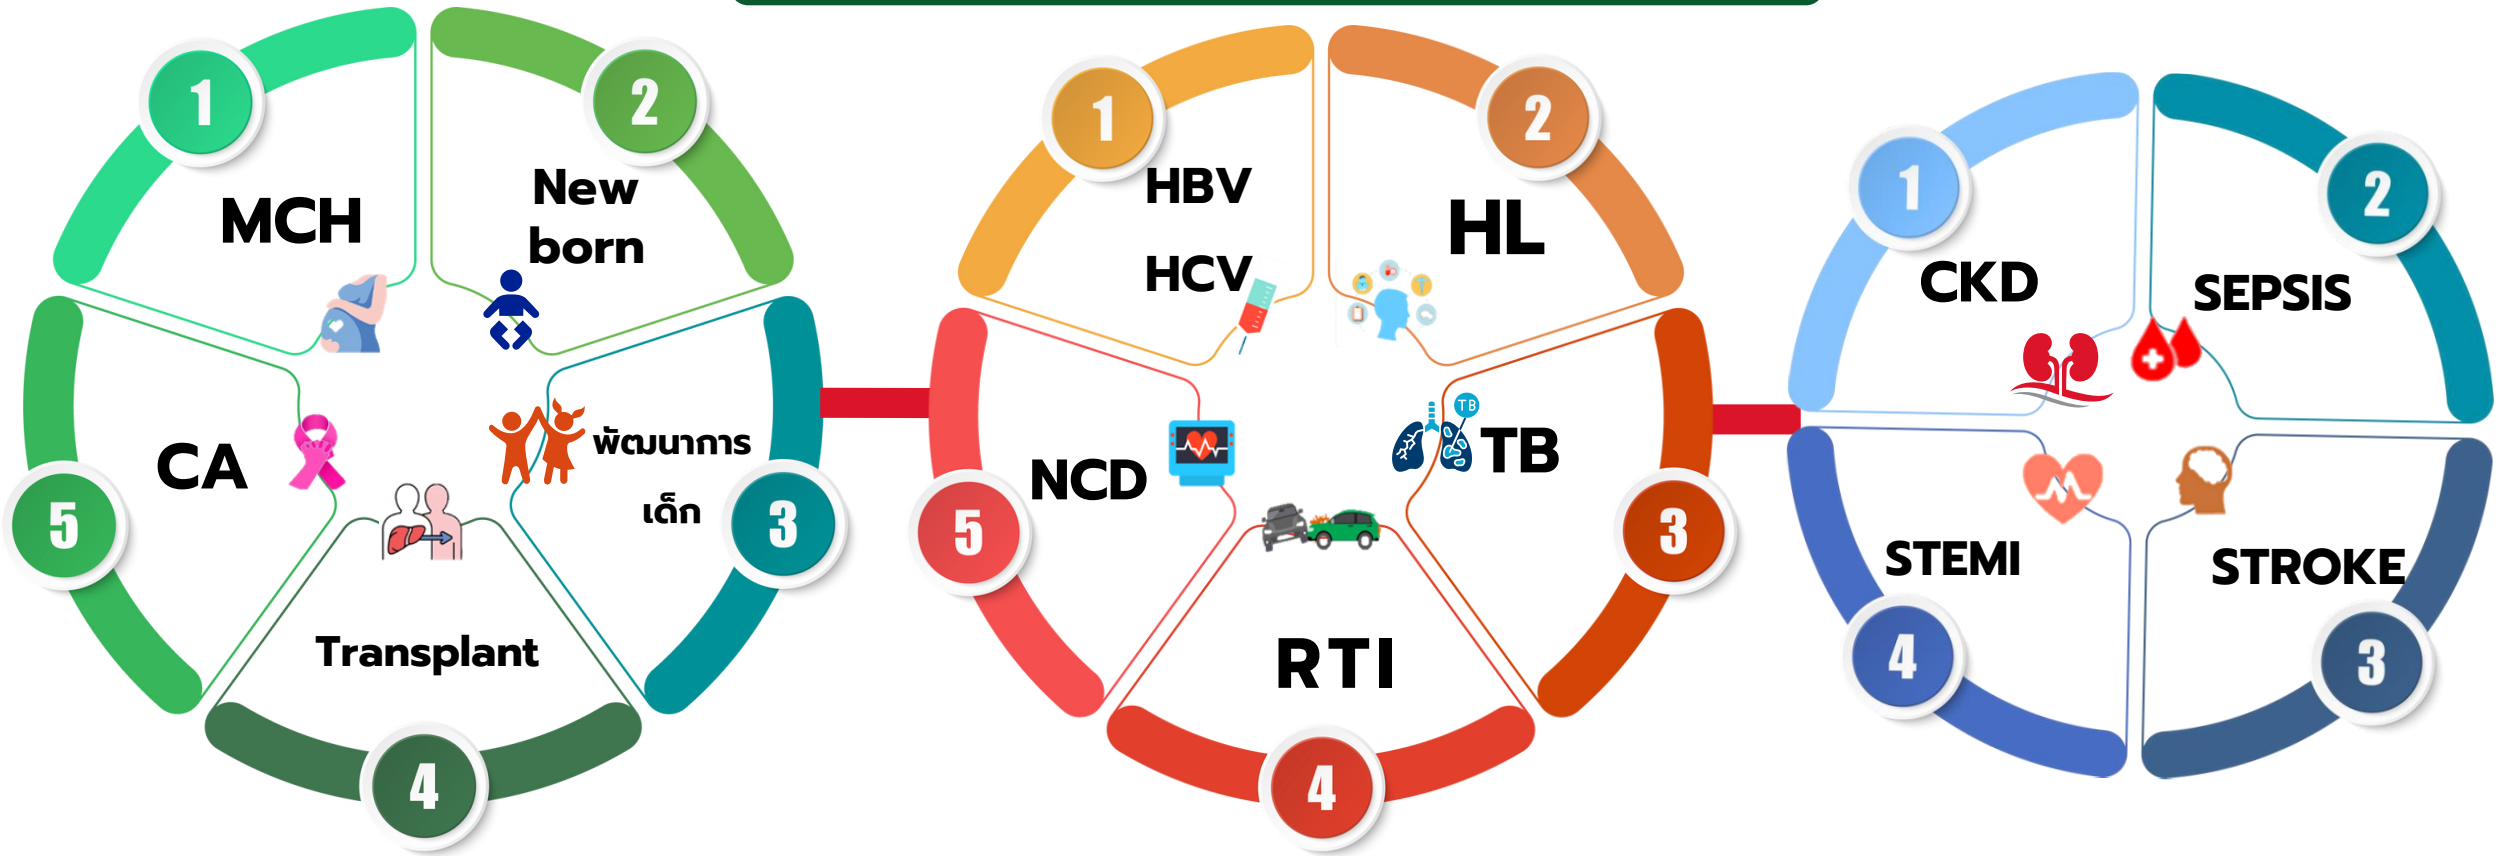 1
MCH
2
New
born
3
พัฒนาการ
เด็ก
4
Transplant
5
CA
1
HBV
HCV
2
HL
3
TB
TB
4
RTI
5
NCD
1
CKD
2
SEPSIS
3
STROKE
4
STEMI